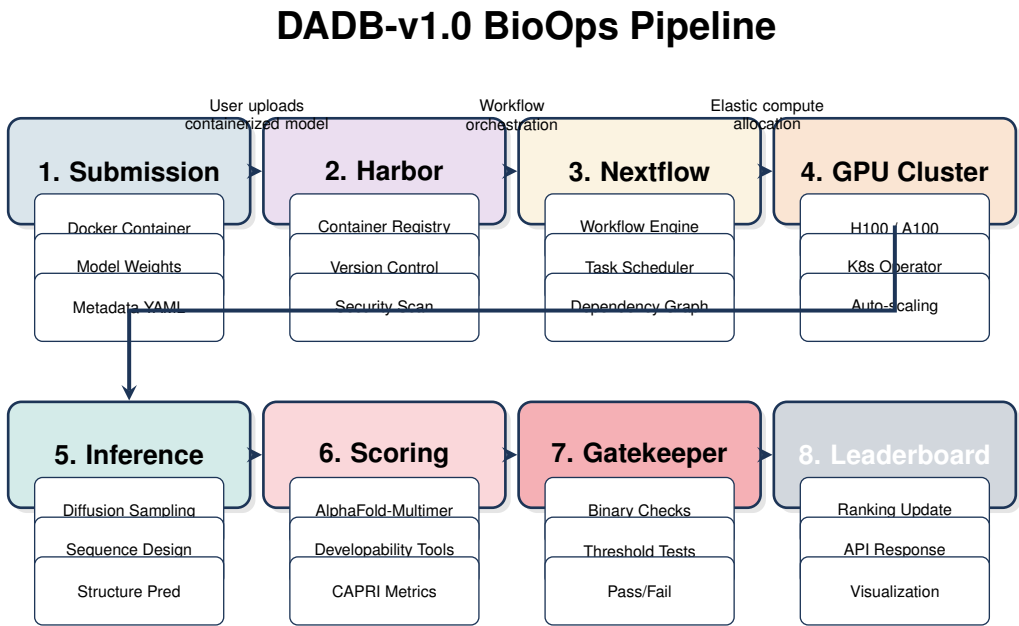 DADB-v1.0 BioOps Pipeline
User uploads
containerized model
Workflow
orchestration
Elastic compute
allocation
1. Submission
2. Harbor
3. Nextflow
4. GPU Cluster
Docker Container
Model Weights
Metadata YAML
Container Registry
Version Control
Security Scan
Workflow Engine
Task Scheduler
Dependency Graph
H100 / A100
K8s Operator
Auto-scaling
5. Inference
6. Scoring
7. Gatekeeper
8. Leaderboard
Diffusion Sampling
Sequence Design
Structure Pred
AlphaFold-Multimer
Developability Tools
CAPRI Metrics
Binary Checks
Threshold Tests
Pass/Fail
Ranking Update
API Response
Visualization